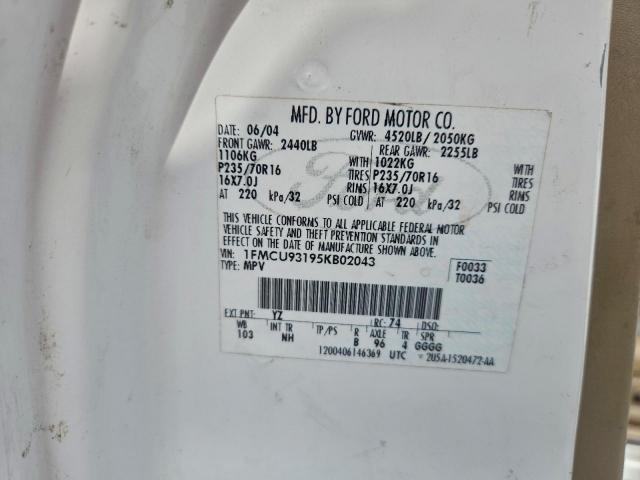 MFD. BY FORD MOTOR CO.
DATE: 06/04 GVWR: 4520LB/ 2050KG
FRONT GAWR: 2440LB REAR GAWR: 2255LB
1106KG WITH 1022KG WITH
P235/70R16 TIRES P235/70R16 TIRES
16X7.0J RIMS 16X7.0J RIMS
AT 220 kPa/32 PSI COLD AT 220 kPa/32 PSI COLD
THIS VEHICLE CONFORMS TO ALL APPLICABLE FEDERAL MOTOR
VEHICLE SAFETY AND THEFT PREVENTION STANDARDS IN
EFFECT ON THE DATE OF MANUFACTURE SHOWN ABOVE.
VIN: 1FMCU93195KB02043 F0033
TYPE: MPV T0036
Ford
EXT PNT: YZ RC: 74 DSO:
WB INT TR TP/PS R AXLE TR SPR
103 NH B 96 4 GGGG
1200406146369 UTC 2U5A-1520472-AA